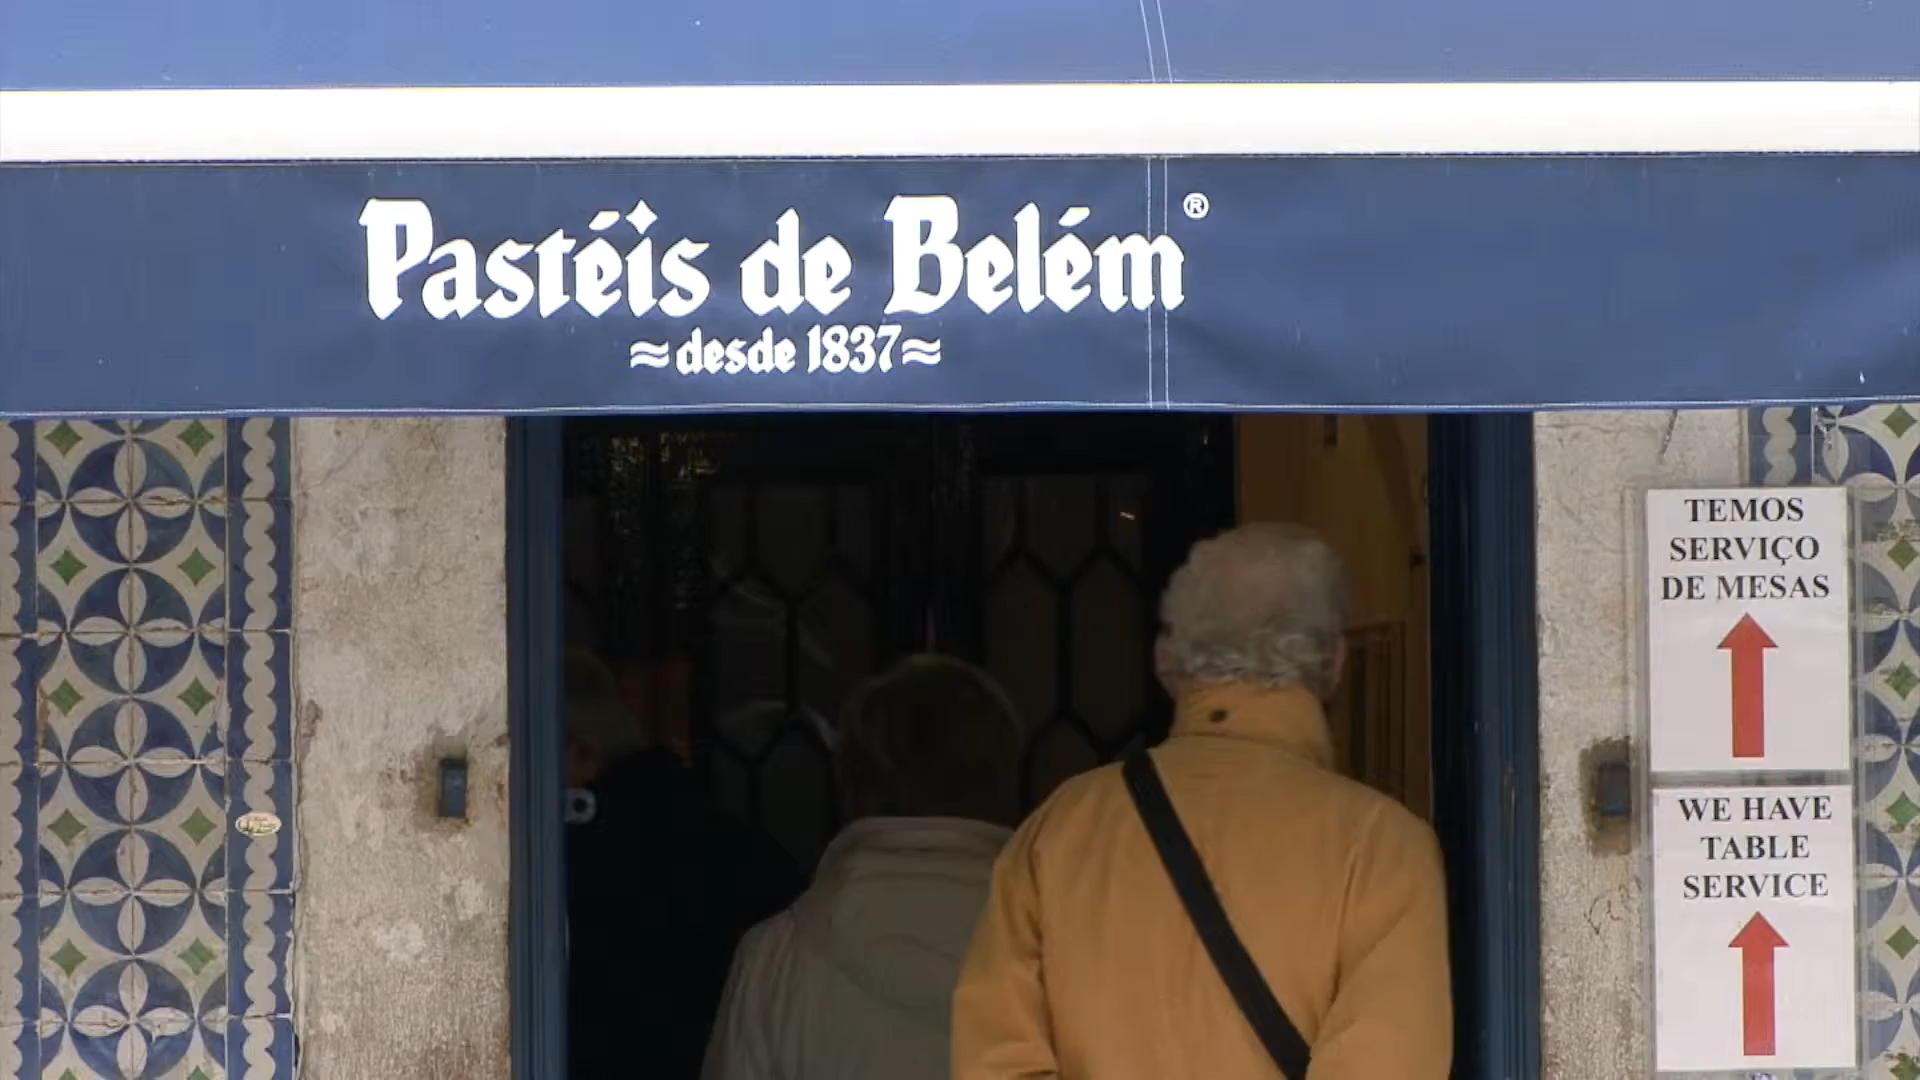 Pastéis de Belém ®
≈desde 1837≈
TEMOS
SERVIÇO
DE MESAS
WE HAVE
TABLE
SERVICE